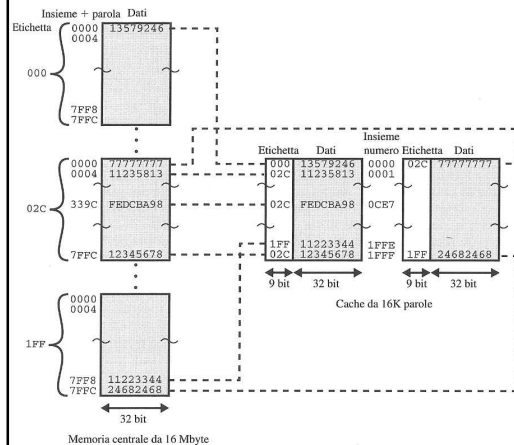 Insieme + parola Dati
Etichetta
0000 13579246
0004
000
7FF8
7FFC
Insieme
0000 77777777 Etichetta Dati numero Etichetta Dati
0004 11235813
000 13579246 0000 02C 77777777
02C 11235813 0001
02C
339C FEDCBA98 02C FEDCBA98 0CE7
1FF 11223344 1FFE
7FFC 12345678 02C 12345678 1FFF 1FF 24682468
9 bit 32 bit 9 bit 32 bit
0000
0004
Cache da 16K parole
1FF
7FF8 11223344
7FFC 24682468
32 bit
Memoria centrale da 16 Mbyte